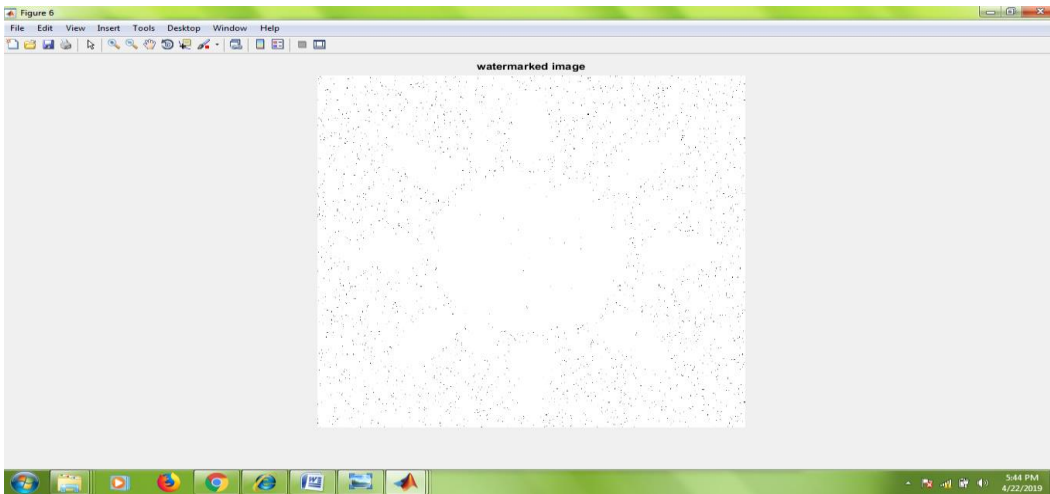 Figure 6
File Edit View Insert Tools Desktop Window Help
watermarked image
5:44 PM
4/22/2019